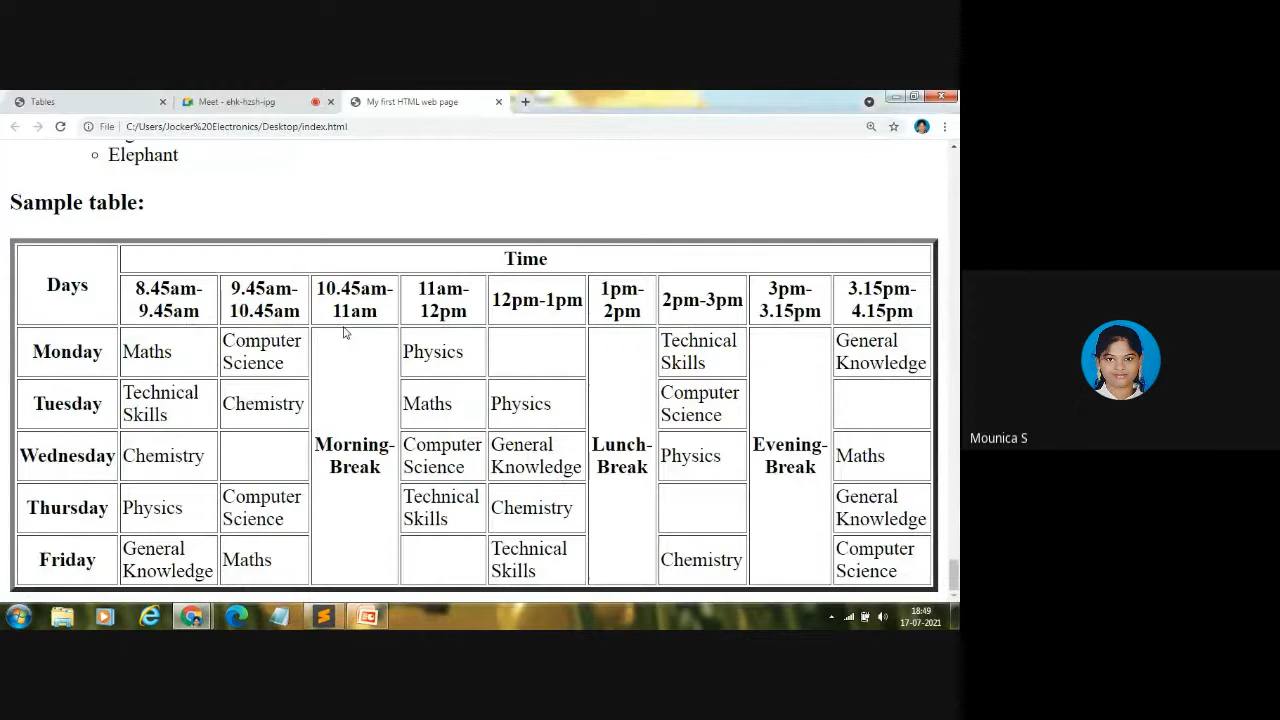 Tables
Meet - ehk-hzsh-ipg
My first HTML web page
File
C:/Users/Jocker%20Electronics/Desktop/index.html
Elephant
Sample table:
Days
Time
8.45am-
9.45am
9.45am-
10.45am
10.45am-
11am
11am-
12pm
12pm-1pm
1pm-
2pm
2pm-3pm
3pm-
3.15pm
3.15pm-
4.15pm
Monday
Maths
Computer
Science
Morning-
Break
Physics
Lunch-
Break
Technical
Skills
Evening-
Break
General
Knowledge
Tuesday
Technical
Skills
Chemistry
Maths
Physics
Computer
Science
Wednesday
Chemistry
Computer
Science
General
Knowledge
Physics
Maths
Thursday
Physics
Computer
Science
Technical
Skills
Chemistry
General
Knowledge
Friday
General
Knowledge
Maths
Technical
Skills
Chemistry
Computer
Science
18:49
17-07-2021
Mounica S